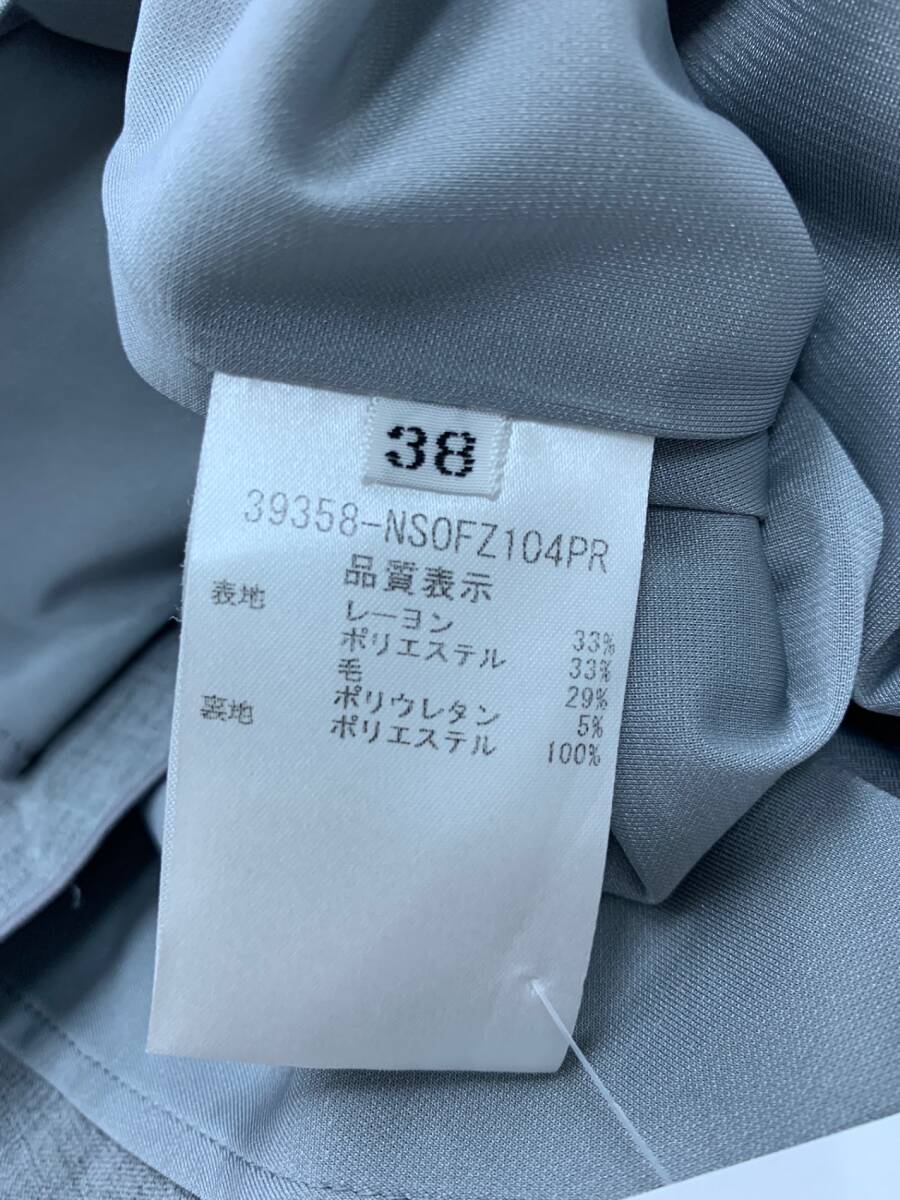 38
39358-NS0FZ104PR
品質表示
表地 レーヨン 33%
ポリエステル 33%
毛 29%
ポリウレタン 5%
裏地 ポリエステル 100%